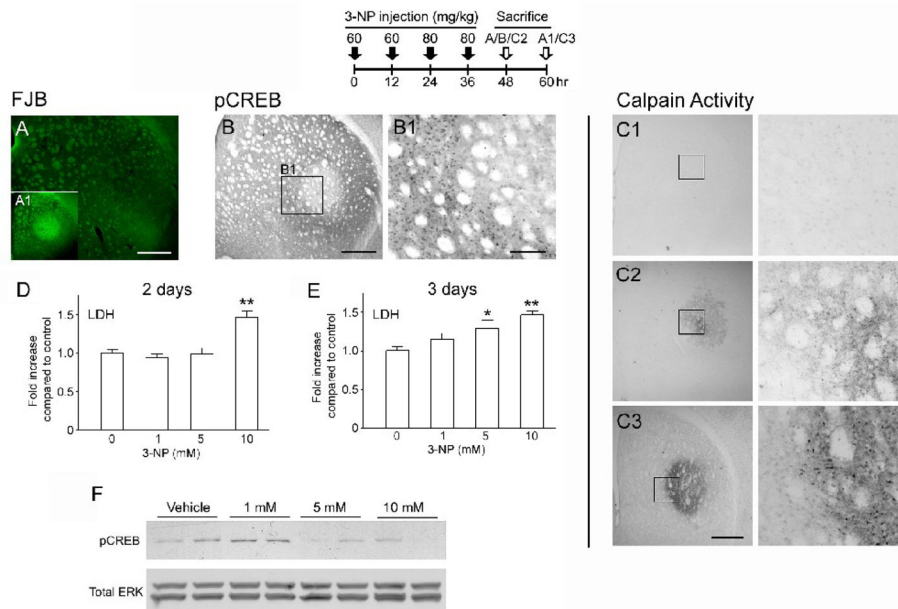 3-NP injection (mg/kg) Sacrifice
60 60 80 80 A/B/C2 A1/C3
0 12 24 36 48 60 hr
FJB
A
A1
pCREB
B
B1
B1
Calpain Activity
C1
C2
C3
D 2 days
LDH
**
Fold increase
compared to control
1.5
1.0
0.5
0
0 1 5 10
3-NP (mM)
E 3 days
LDH
* **
Fold increase
compared to control
1.5
1.0
0.5
0
0 1 5 10
3-NP (mM)
F
Vehicle 1 mM 5 mM 10 mM
pCREB
Total ERK